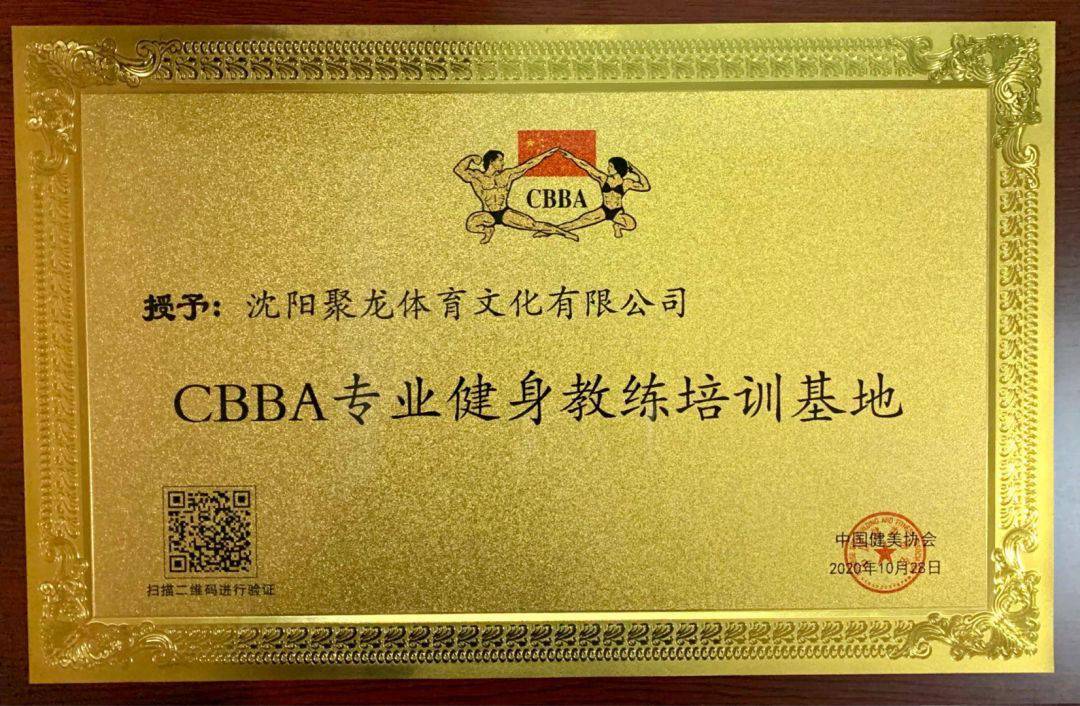 CBBA
授予：沈阳聚龙体育文化有限公司
CBBA专业健身教练培训基地
扫描二维码进行验证
中国健美协会
2020年10月28日